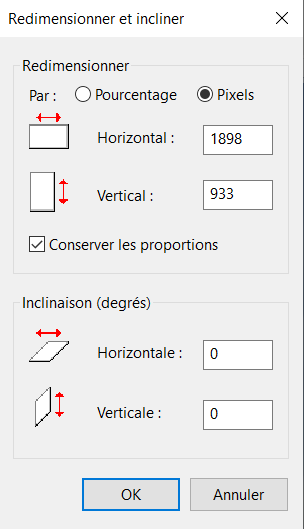 Redimensionner et incliner
Redimensionner
Par : Pourcentage Pixels
Horizontal : 1898
Vertical : 933
Conserver les proportions
Inclinaison (degrés)
Horizontale : 0
Verticale : 0
OK Annuler